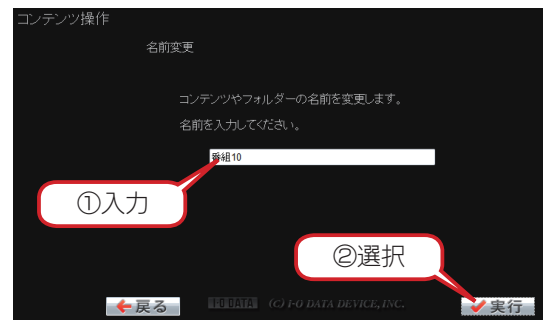 コンテンツ操作
名前変更
コンテンツやフォルダーの名前を変更します。
名前を入力してください。
番組10
①入力
②選択
戻る
I-O DATA (C) I-O DATA DEVICE, INC.
実行